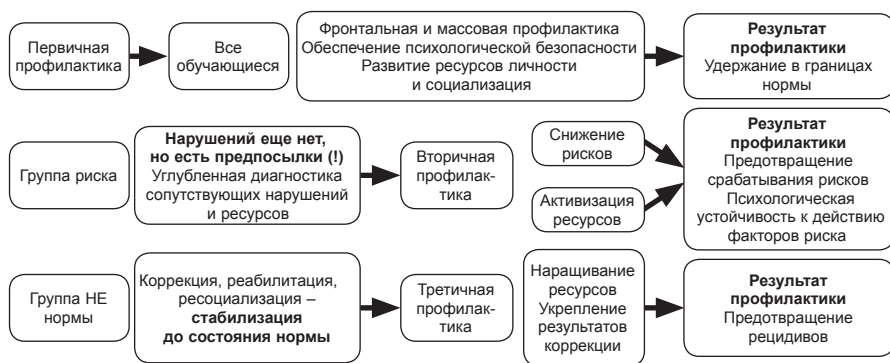 Первичная
профилактика
Все
обучающиеся
Фронтальная и массовая профилактика
Обеспечение психологической безопасности
Развитие ресурсов личности
и социализация
Результат
профилактики
Удержание в границах
нормы
Группа риска
Нарушений еще нет,
но есть предпосылки (!)
Углубленная диагностика
сопутствующих нарушений
и ресурсов
Вторичная
профилак-
тика
Снижение
рисков
Активизация
ресурсов
Результат
профилактики
Предотвращение
срабатывания рисков
Психологическая
устойчивость к действию
факторов риска
Группа НЕ
нормы
Коррекция, реабилитация,
ресоциализация –
стабилизация
до состояния нормы
Третичная
профилак-
тика
Наращивание
ресурсов
Укрепление
результатов
коррекции
Результат
профилактики
Предотвращение
рецидивов